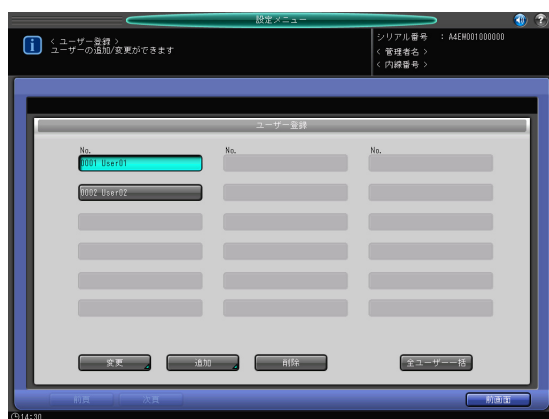 設定メニュー
< ユーザー登録 >
ユーザーの追加/変更ができます
シリアル番号 : A4EW001000000
< 管理者名 >
< 内線番号 >
ユーザー登録
No. No. No.
0001 User01
0002 User02
変更 追加 削除 全ユーザー一括
前頁 次頁 前画面
14:30